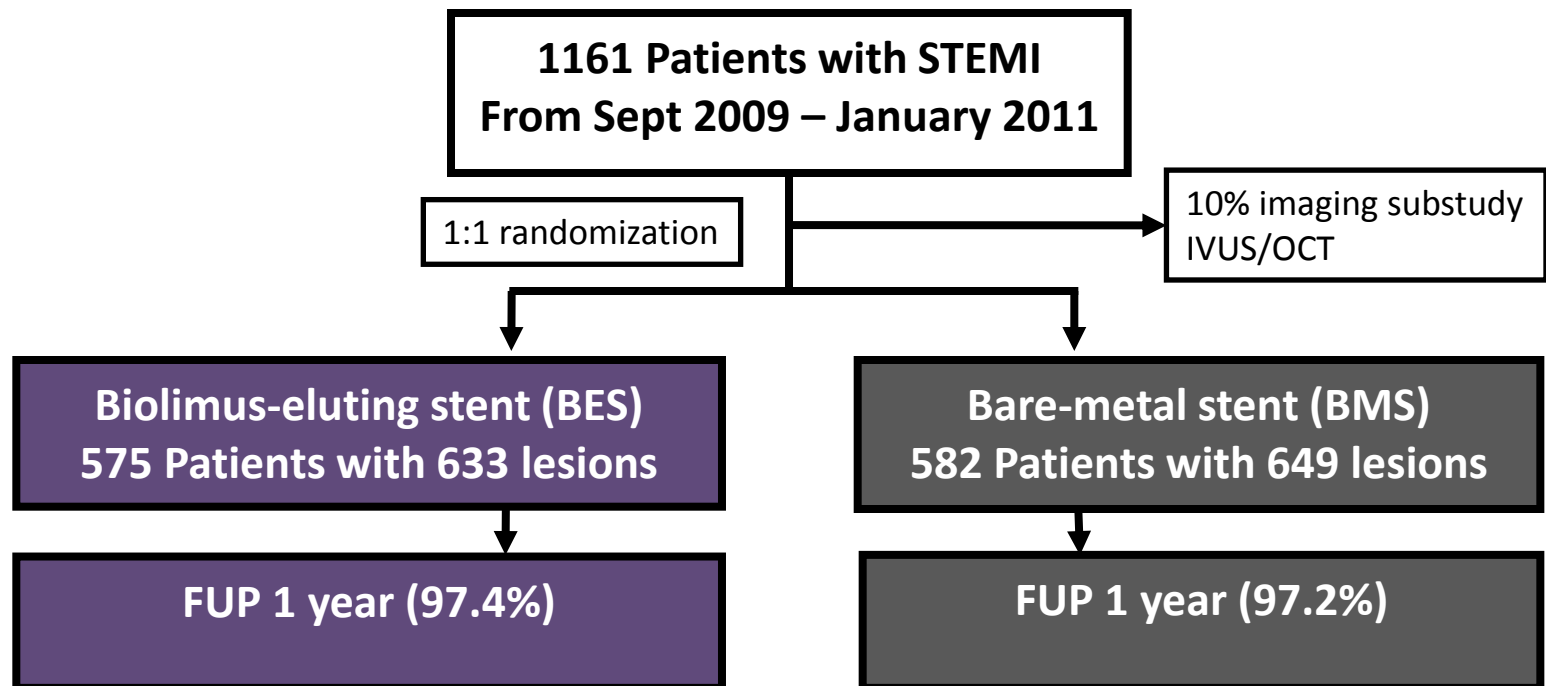 1161 Patients with STEMI
From Sept 2009 – January 2011
1:1 randomization
10% imaging substudy
IVUS/OCT
Biolimus-eluting stent (BES)
575 Patients with 633 lesions
Bare-metal stent (BMS)
582 Patients with 649 lesions
FUP 1 year (97.4%)
FUP 1 year (97.2%)